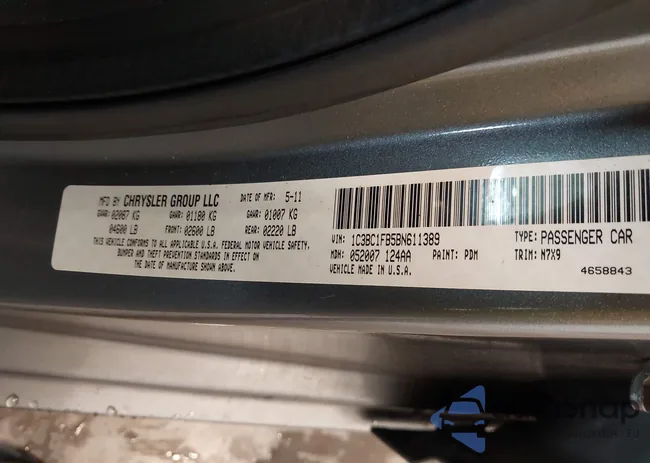 MFD BY CHRYSLER GROUP LLC DATE OF MFR: 5-11
GVWR: 02067 KG GAWR: 01180 KG GAWR: 01007 KG
04600 LB FRONT: 02600 LB REAR: 02220 LB
THIS VEHICLE CONFORMS TO ALL APPLICABLE U.S.A. FEDERAL MOTOR VEHICLE SAFETY,
BUMPER AND THEFT PREVENTION STANDARDS IN EFFECT ON
THE DATE OF MANUFACTURE SHOWN ABOVE.
VIN: 1C3BC1FB5BN611389 TYPE: PASSENGER CAR
MDH: 052007 124AA PAINT: PDM TRIM: N7X9
VEHICLE MADE IN U.S.A. 4658843